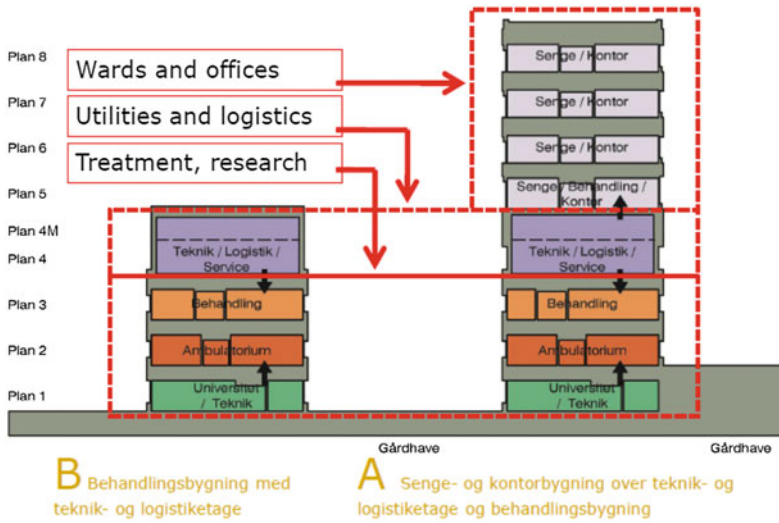 Plan 8
Wards and offices
Senge / Kontor
Plan 7
Utilities and logistics
Senge / Kontor
Plan 6
Treatment, research
Senge / Kontor
Plan 5
Senge / Behandling /
Kontor
Plan 4M
Plan 4
Teknik / Logistik /
Service
Teknik / Logistik /
Service
Plan 3
Behandling
Behandling
Plan 2
Ambulatorium
Ambulatorium
Plan 1
Universitet
/ Teknik
Universitet
/ Teknik
Gårdhave
Gårdhave
B Behandlingsbygning med
teknik- og logistiketage
A Senge- og kontorbygning over teknik- og
logistiketage og behandlingsbygning